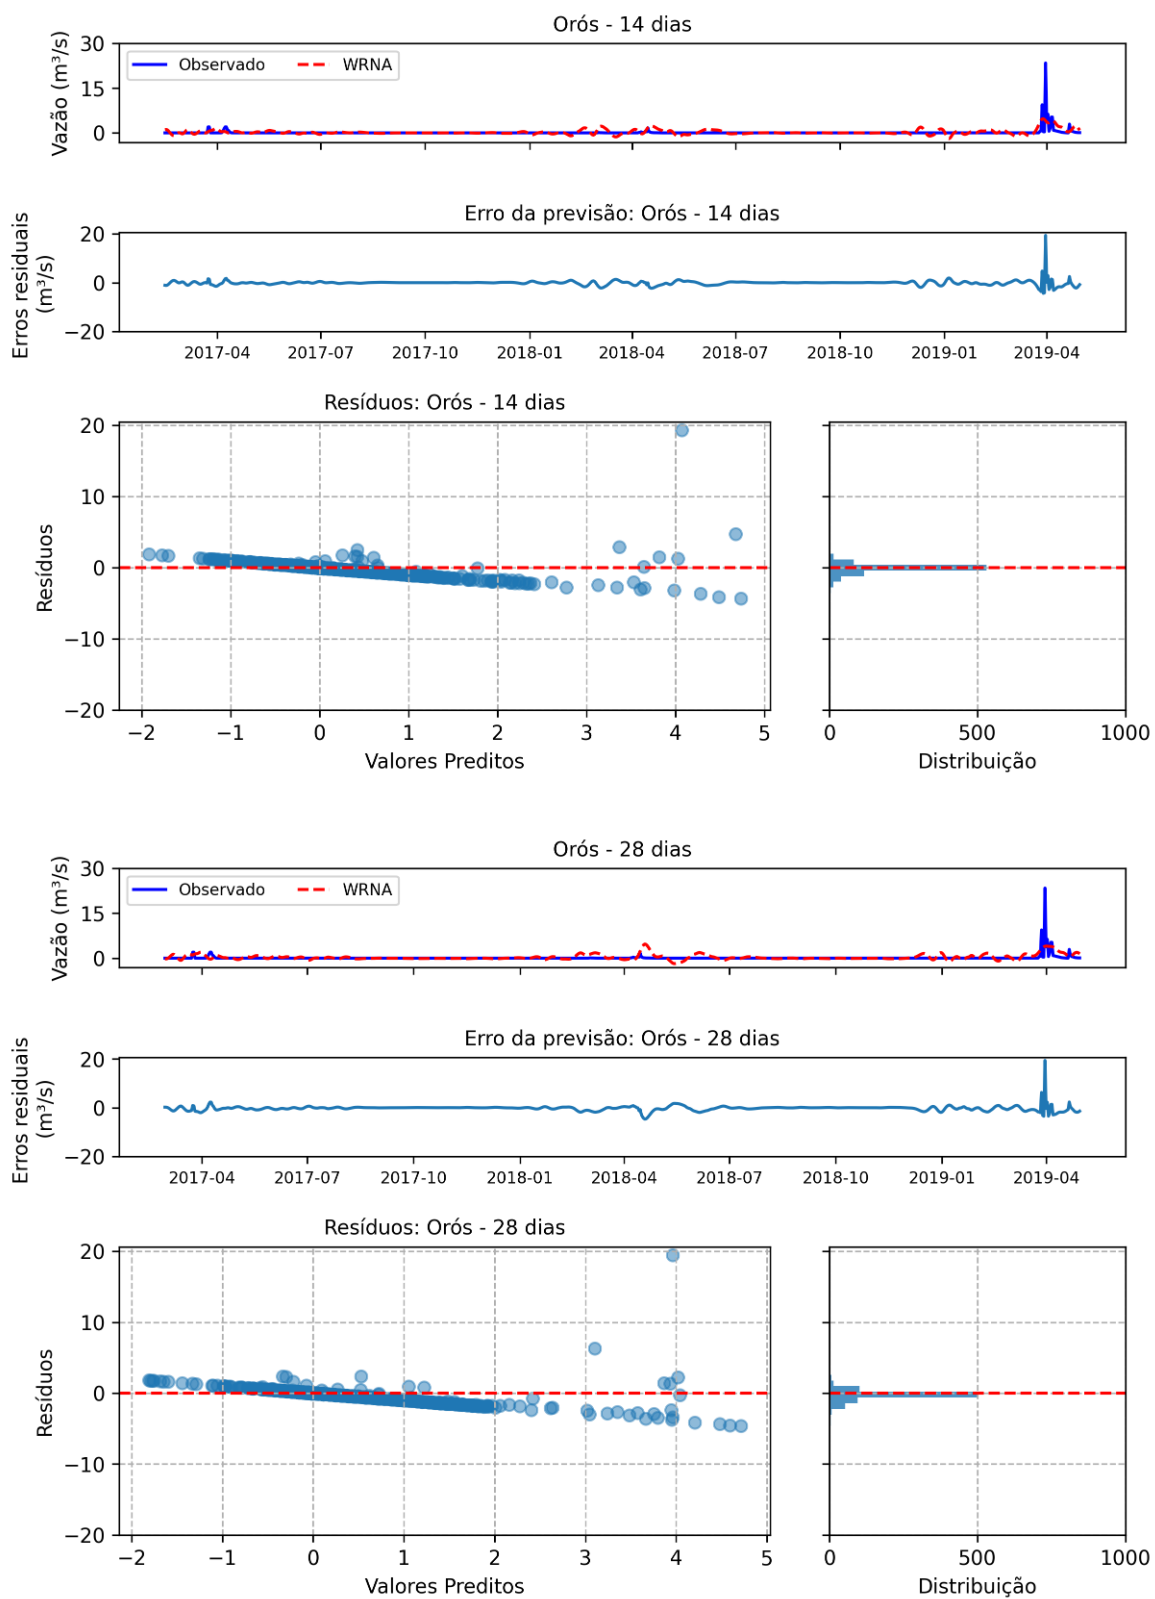 Orós - 14 dias
Vazão (m³/s)
30
15
0
Observado WRNA
Erro da previsão: Orós - 14 dias
Erros residuais
(m³/s)
20
0
−20
2017-04 2017-07 2017-10 2018-01 2018-04 2018-07 2018-10 2019-01 2019-04
Resíduos: Orós - 14 dias
Resíduos
20
10
0
−10
−20
−2 −1 0 1 2 3 4 5
Valores Preditos
0 500 1000
Distribuição
Orós - 28 dias
Vazão (m³/s)
30
15
0
Observado WRNA
Erro da previsão: Orós - 28 dias
Erros residuais
(m³/s)
20
0
−20
2017-04 2017-07 2017-10 2018-01 2018-04 2018-07 2018-10 2019-01 2019-04
Resíduos: Orós - 28 dias
Resíduos
20
10
0
−10
−20
−2 −1 0 1 2 3 4 5
Valores Preditos
0 500 1000
Distribuição